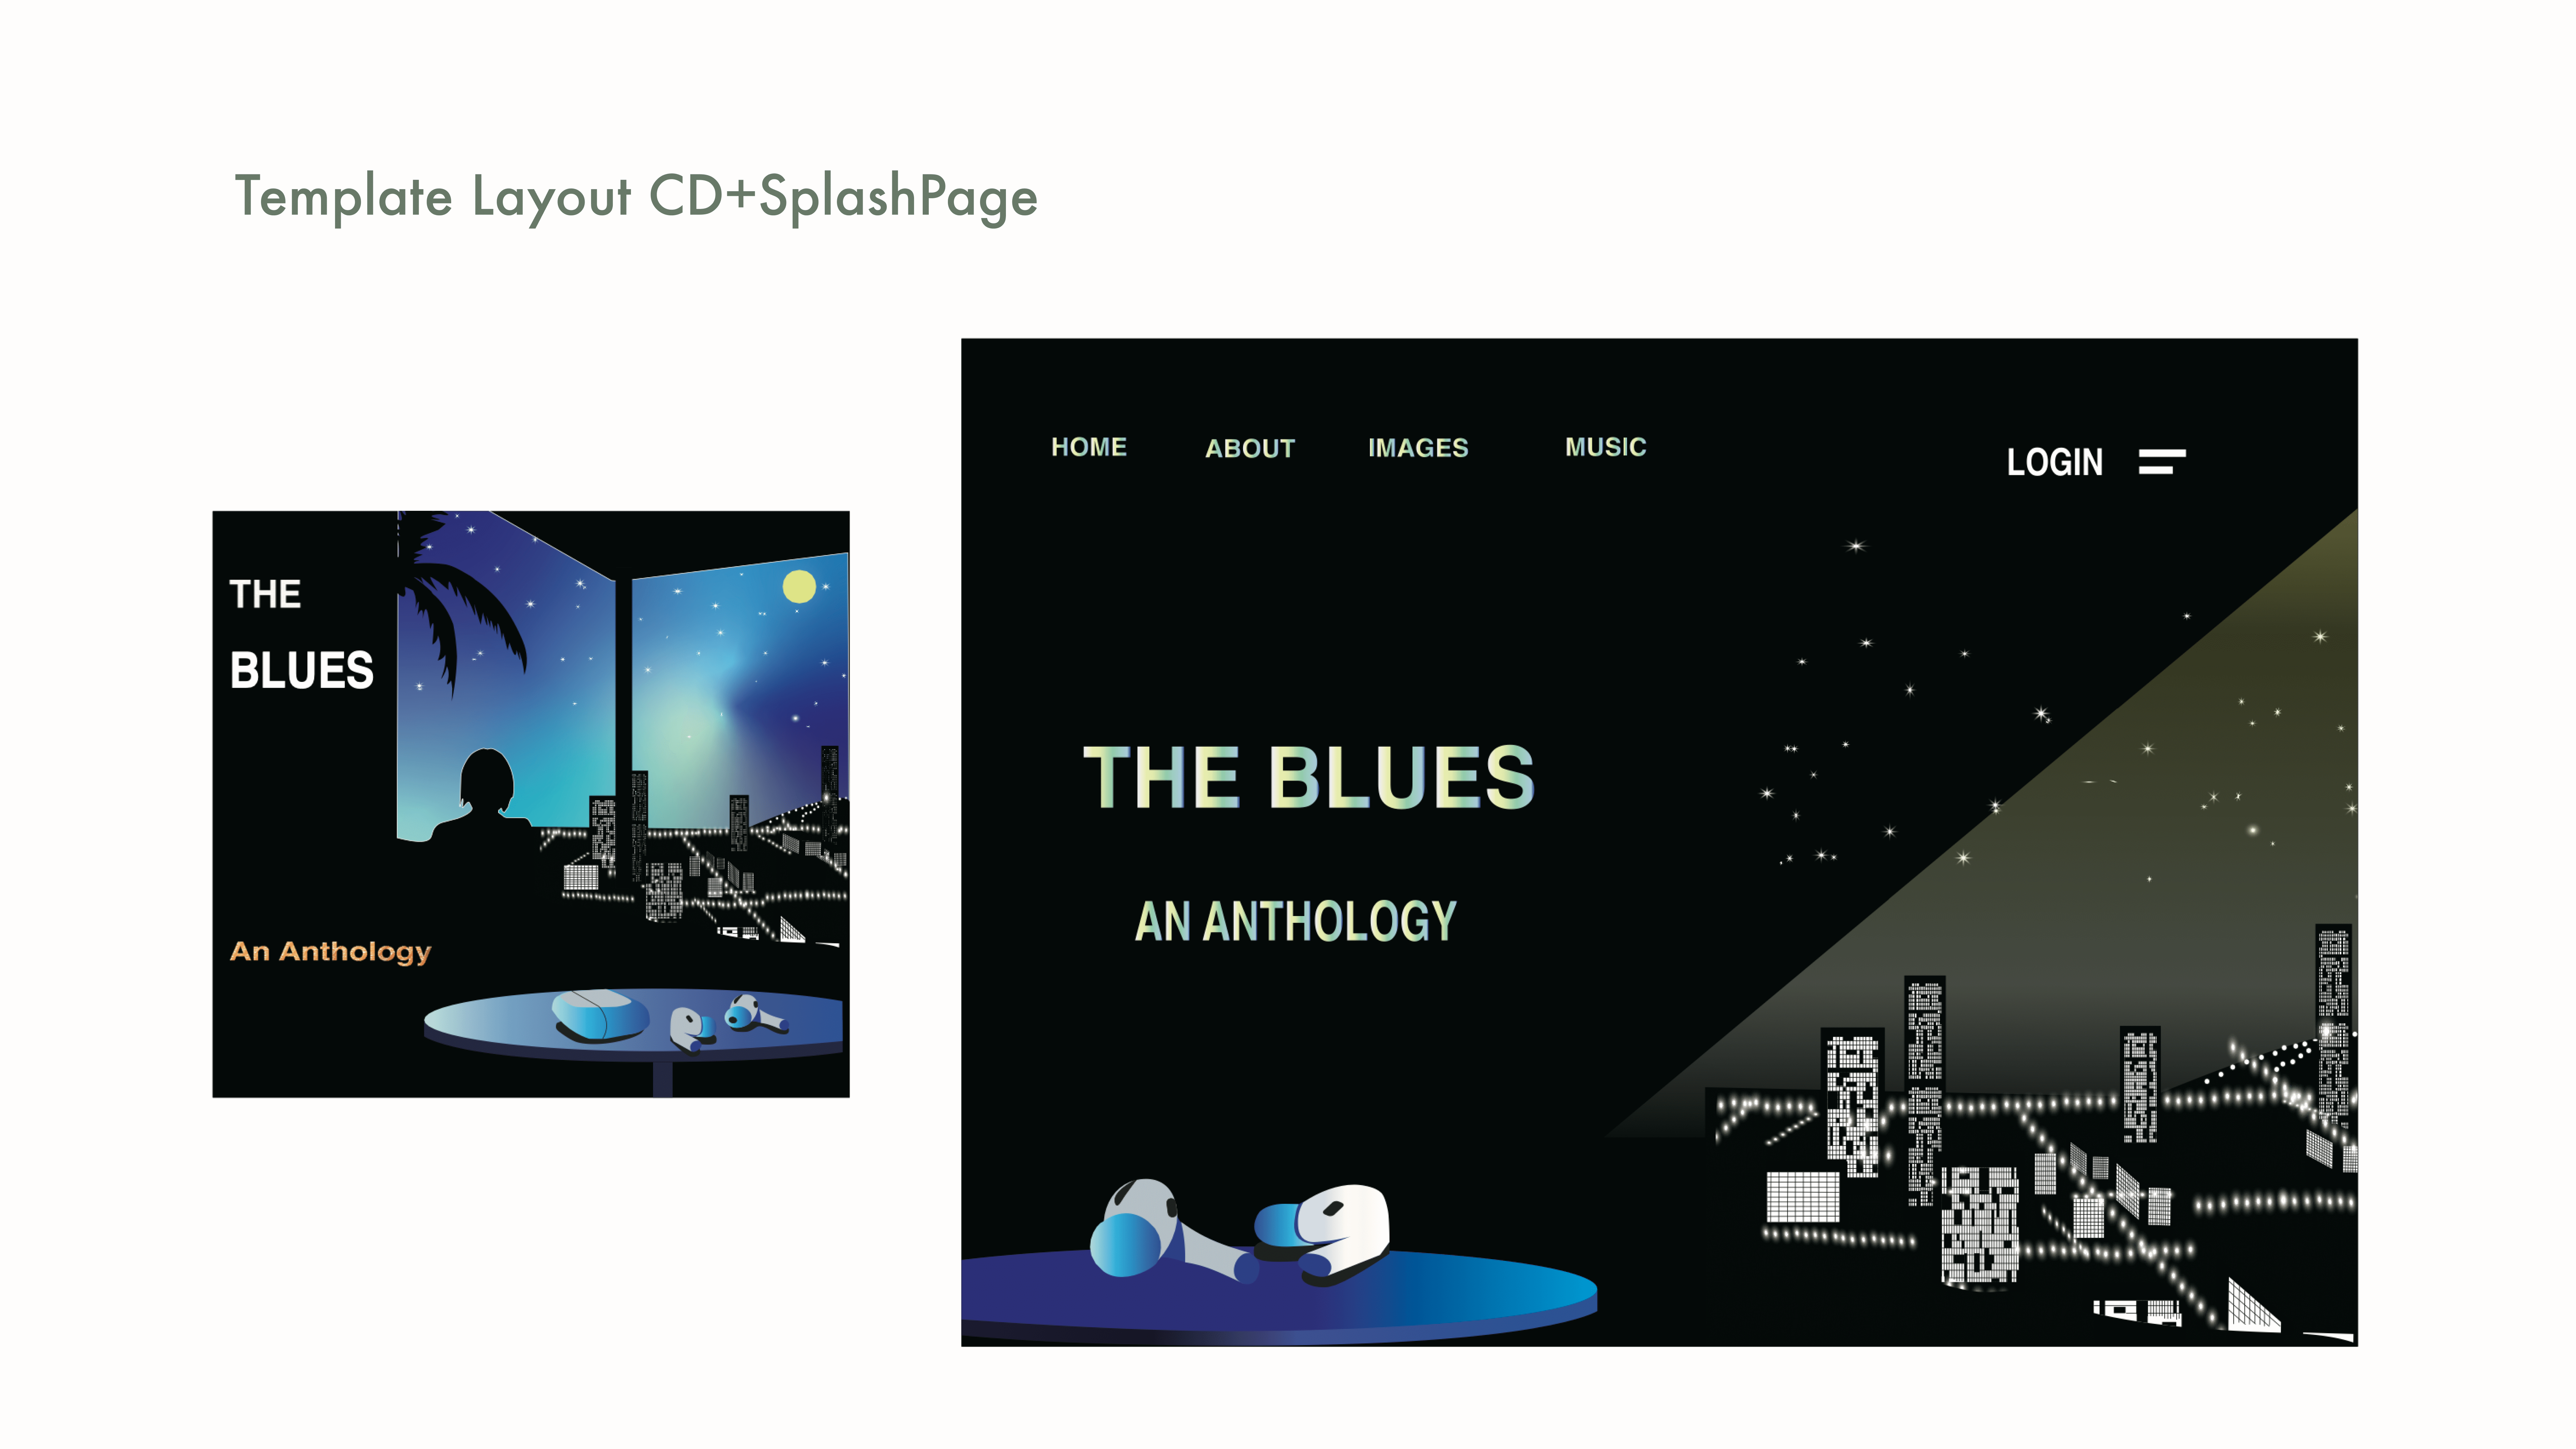 Template Layout CD+SplashPage
THE
BLUES
An Anthology
HOME ABOUT IMAGES MUSIC
LOGIN
THE BLUES
AN ANTHOLOGY